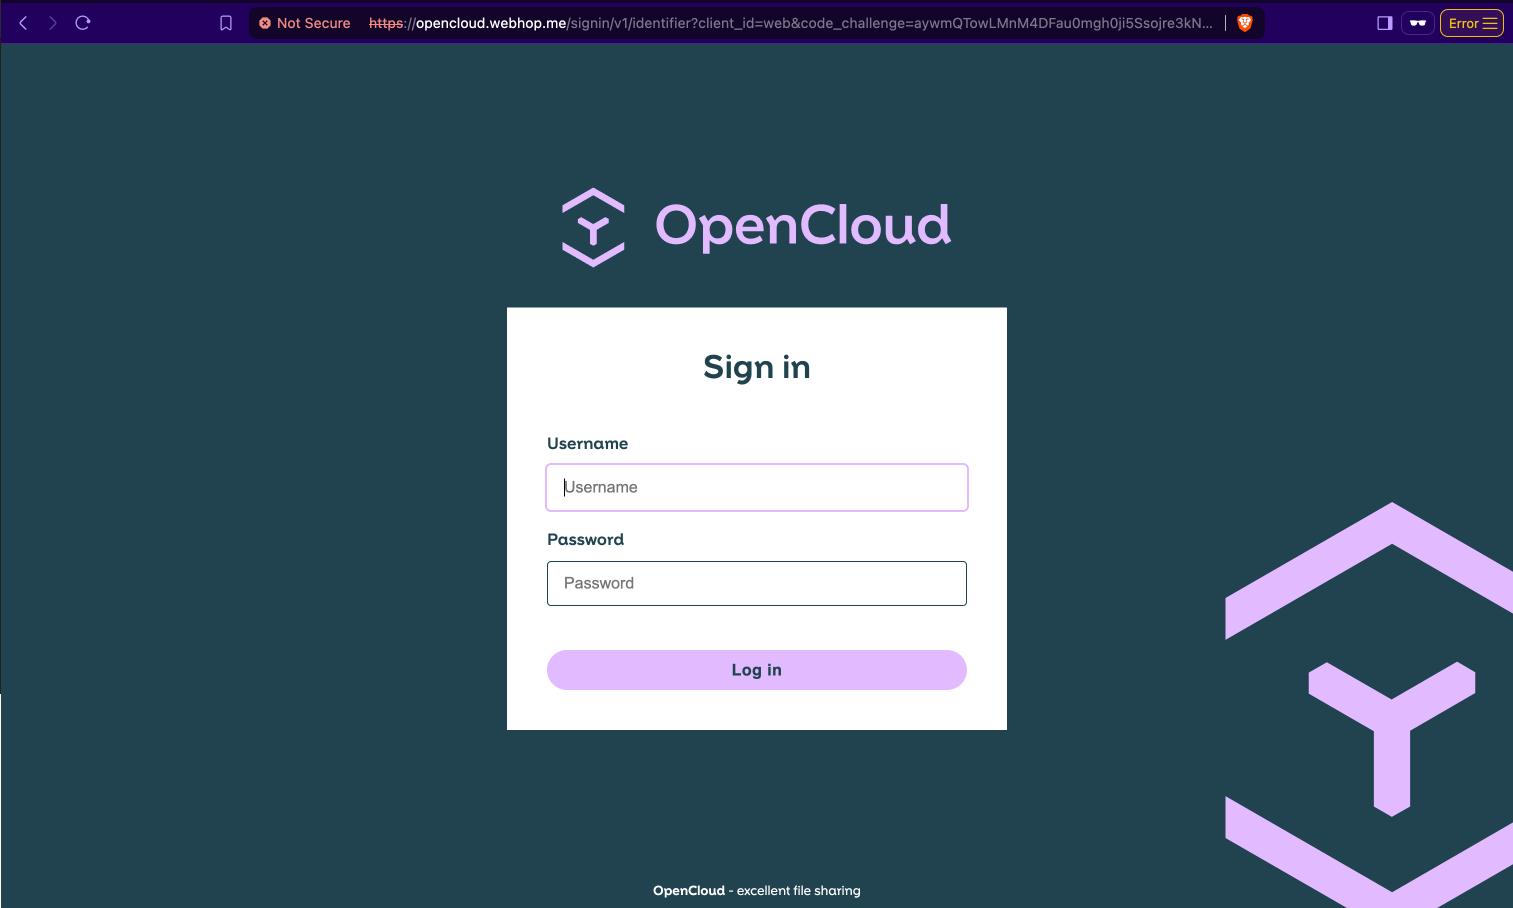 Not Secure https://opencloud.webhop.me/signin/v1/identifier?client_id=web&code_challenge=aywmQTowLMnM4DFau0mgh0ji5Ssojre3kN... Error
OpenCloud
Sign in
Username
Username
Password
Password
Log in
OpenCloud - excellent file sharing